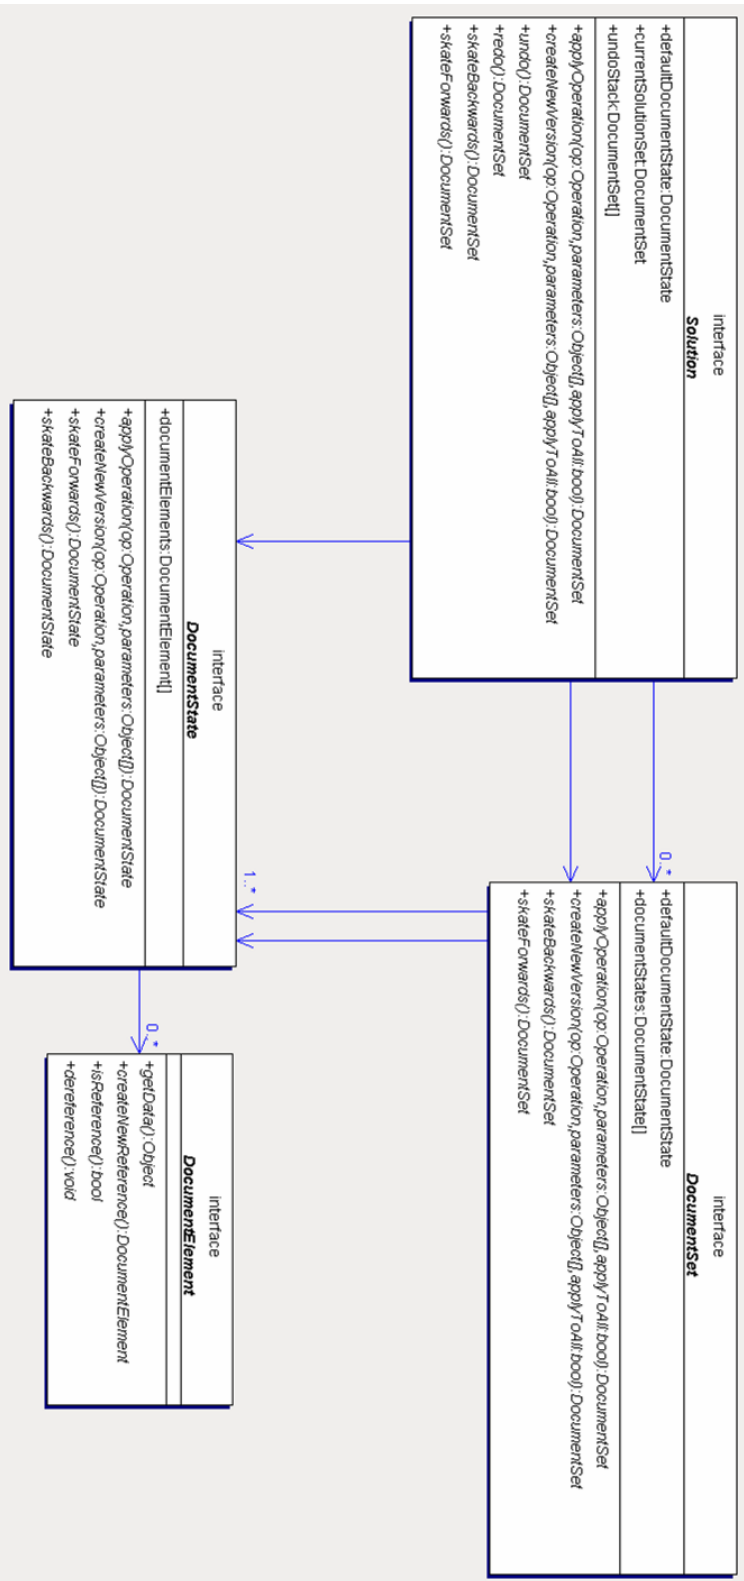 interface
Solution
+defaultDocumentState:DocumentState
+currentSolutionSet:DocumentSet
+undoStack:DocumentSet[]
+applyOperation(op:Operation,parameters:Object[],applyToAll:bool):DocumentSet
+createNewVersion(op:Operation,parameters:Object[],applyToAll:bool):DocumentSet
+undo():DocumentSet
+redo():DocumentSet
+skateBackwards():DocumentSet
+skateForwards():DocumentSet
0..*
interface
DocumentSet
+defaultDocumentState:DocumentState
+documentStates:DocumentState[]
+applyOperation(op:Operation,parameters:Object[],applyToAll:bool):DocumentSet
+createNewVersion(op:Operation,parameters:Object[],applyToAll:bool):DocumentSet
+skateBackwards():DocumentSet
+skateForwards():DocumentSet
1..*
interface
DocumentState
+documentElements:DocumentElement[]
+applyOperation(op:Operation,parameters:Object[]):DocumentState
+createNewVersion(op:Operation,parameters:Object[]):DocumentState
+skateForwards():DocumentState
+skateBackwards():DocumentState
0..*
interface
DocumentElement
+getData():Object
+createNewReference():DocumentElement
+isReference():bool
+dereference():void